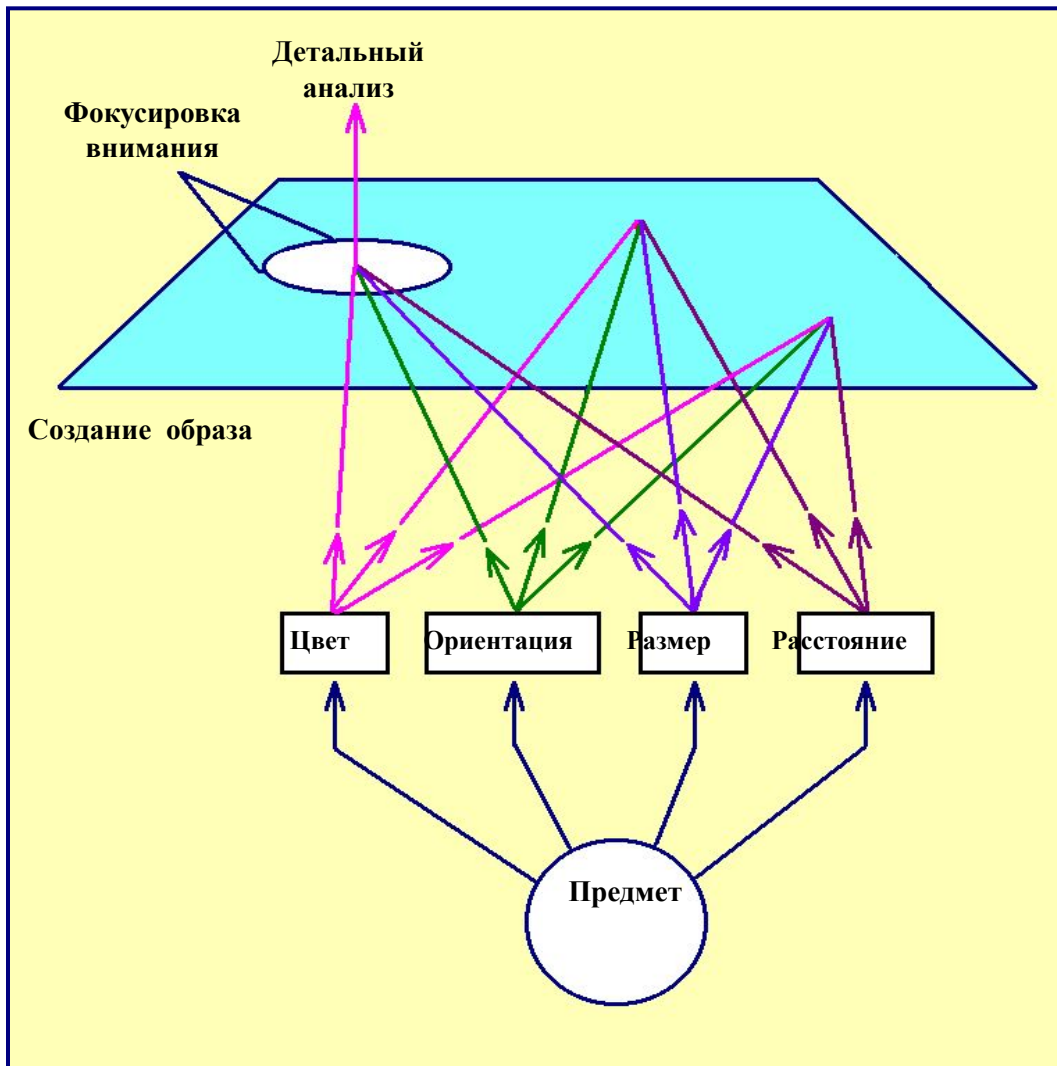 Детальный
анализ
Фокусировка
внимания
Создание образа
Цвет
Ориентация
Размер
Расстояние
Предмет